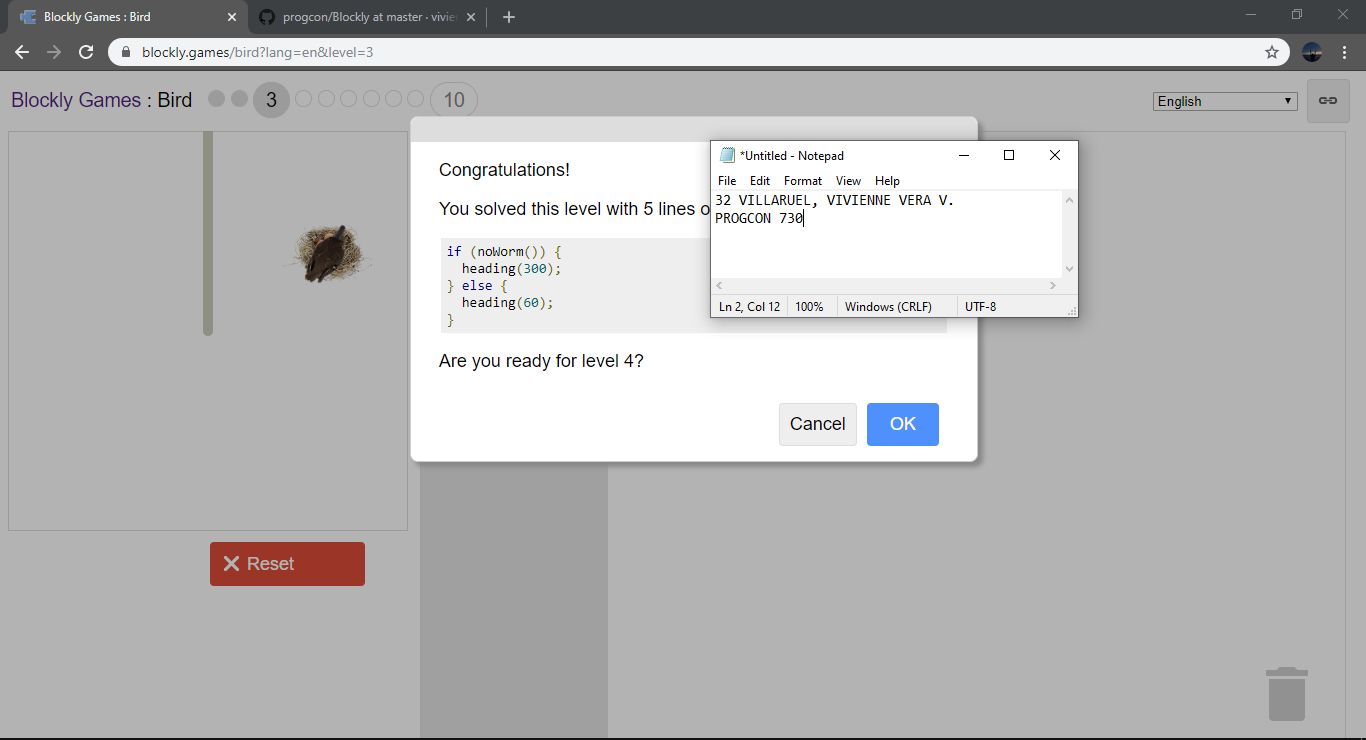 Blockly Games : Bird
progcon/Blockly at master · vivie
blockly.games/bird?lang=en&level=3
Blockly Games : Bird
3
10
English
Congratulations!
You solved this level with 5 lines o
if (noWorm()) {
  heading(300);
} else {
  heading(60);
}
Are you ready for level 4?
Cancel
OK
*Untitled - Notepad
File Edit Format View Help
32 VILLARUEL, VIVIENNE VERA V.
PROGCON 730
Ln 2, Col 12 100% Windows (CRLF) UTF-8
Reset